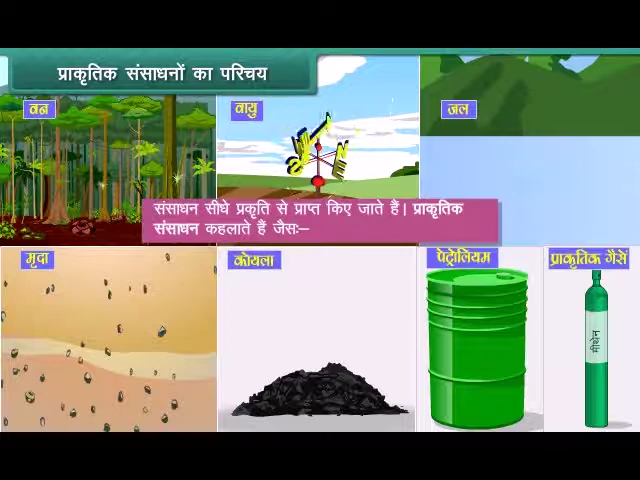 प्राकृतिक संसाधनों का परिचय
वन
वायु
जल
संसाधन सीधे प्रकृति से प्राप्त किए जाते हैं। प्राकृतिक
संसाधन कहलाते हैं जैसः–
मृदा
कोयला
पेट्रोलियम
प्राकृतिक गैसें
मीथेन